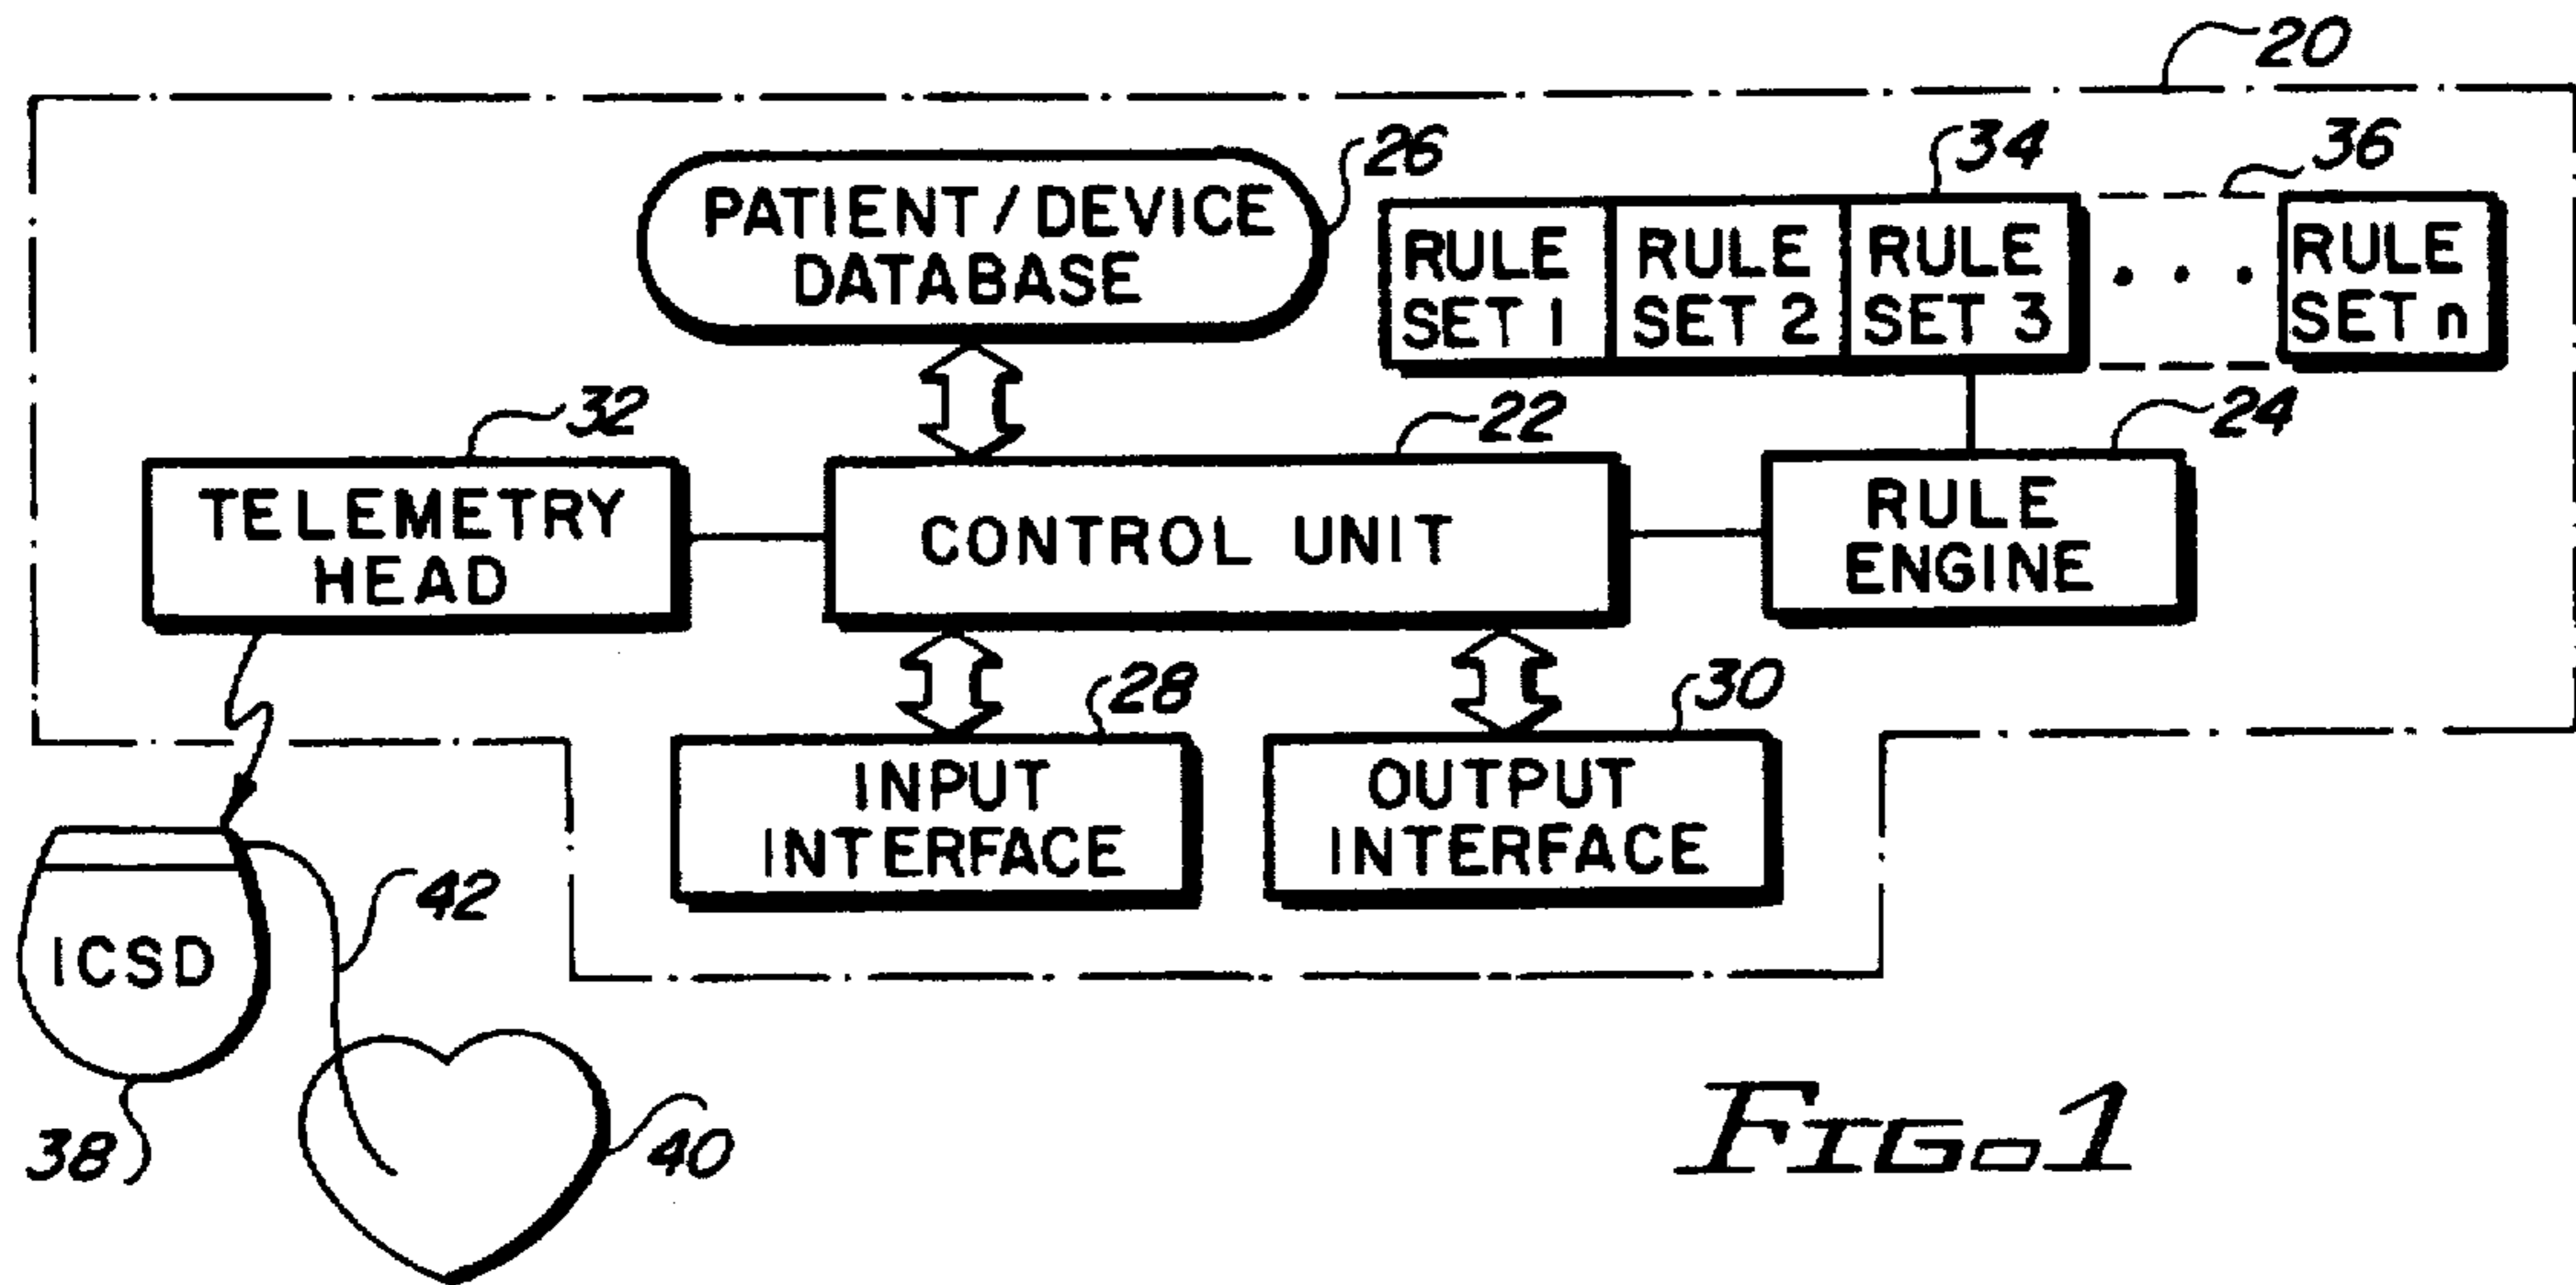 20
26
34
36
PATIENT / DEVICE
DATABASE
RULE
SET 1
RULE
SET 2
RULE
SET 3
• • •
RULE
SET n
32
22
24
TELEMETRY
HEAD
CONTROL UNIT
RULE
ENGINE
28
30
INPUT
INTERFACE
OUTPUT
INTERFACE
42
ICSD
38
40
FIG. 1